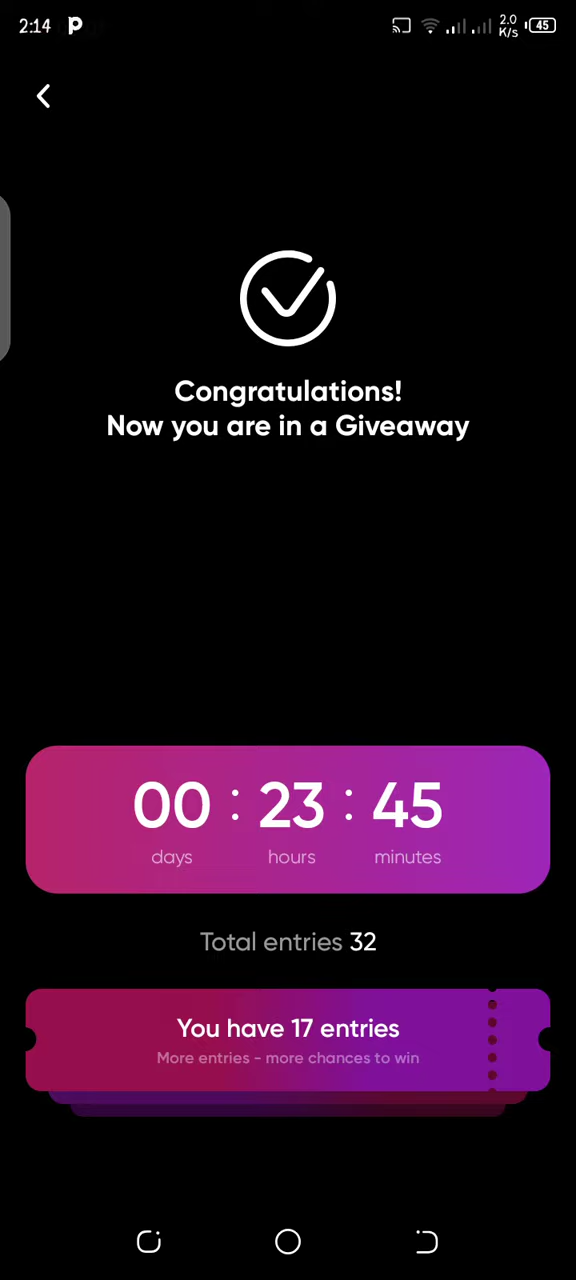 2:14
2.0
K/s
45
Congratulations!
Now you are in a Giveaway
00 : 23 : 45
days hours minutes
Total entries 32
You have 17 entries
More entries - more chances to win